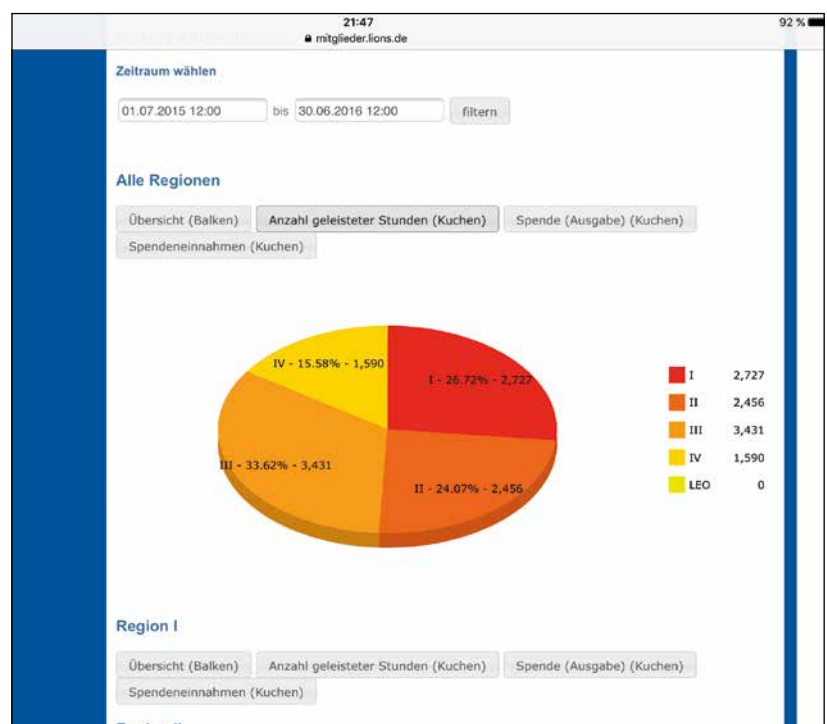 21:47
92 %
mitglieder.lions.de
Zeitraum wählen
01.07.2015 12:00 bis 30.06.2016 12:00 filtern
Alle Regionen
Übersicht (Balken) Anzahl geleisteter Stunden (Kuchen) Spende (Ausgabe) (Kuchen)
Spendeneinnahmen (Kuchen)
IV - 15.58% - 1,590
I - 26.72% - 2,727
III - 33.62% - 3,431
II - 24.07% - 2,456
I 2,727
II 2,456
III 3,431
IV 1,590
LEO 0
Region I
Übersicht (Balken) Anzahl geleisteter Stunden (Kuchen) Spende (Ausgabe) (Kuchen)
Spendeneinnahmen (Kuchen)